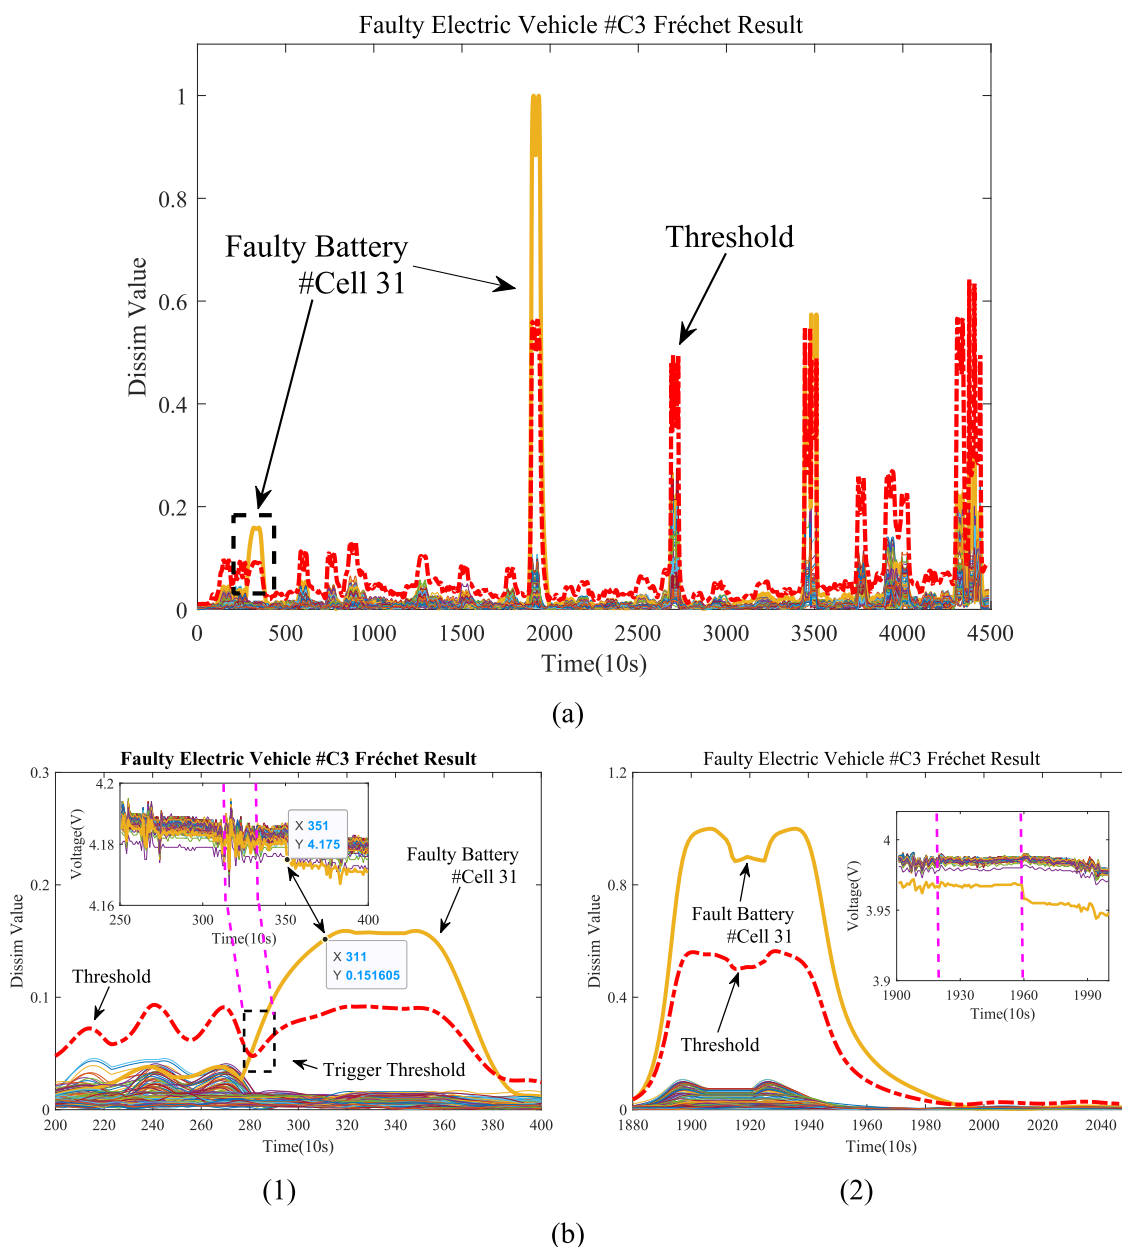 Faulty Electric Vehicle #C3 Fréchet Result
1
0.8
0.6
0.4
0.2
0
Dissim Value
Faulty Battery
#Cell 31
Threshold
0 500 1000 1500 2000 2500 3000 3500 4000 4500
Time(10s)
(a)
Faulty Electric Vehicle #C3 Fréchet Result
0.3
0.2
0.1
0
Dissim Value
4.2
4.18
4.16
Voltage(V)
250 300 350 400
Time(10s)
X 351
Y 4.175
Faulty Battery
#Cell 31
X 311
Y 0.151605
Threshold
Trigger Threshold
200 220 240 260 280 300 320 340 360 380 400
Time(10s)
(1)
Faulty Electric Vehicle #C3 Fréchet Result
1.2
0.8
0.4
0
Dissim Value
Fault Battery
#Cell 31
Threshold
4
3.95
3.9
Voltage(V)
1900 1930 1960 1990
Time(10s)
1880 1900 1920 1940 1960 1980 2000 2020 2040
Time(10s)
(2)
(b)